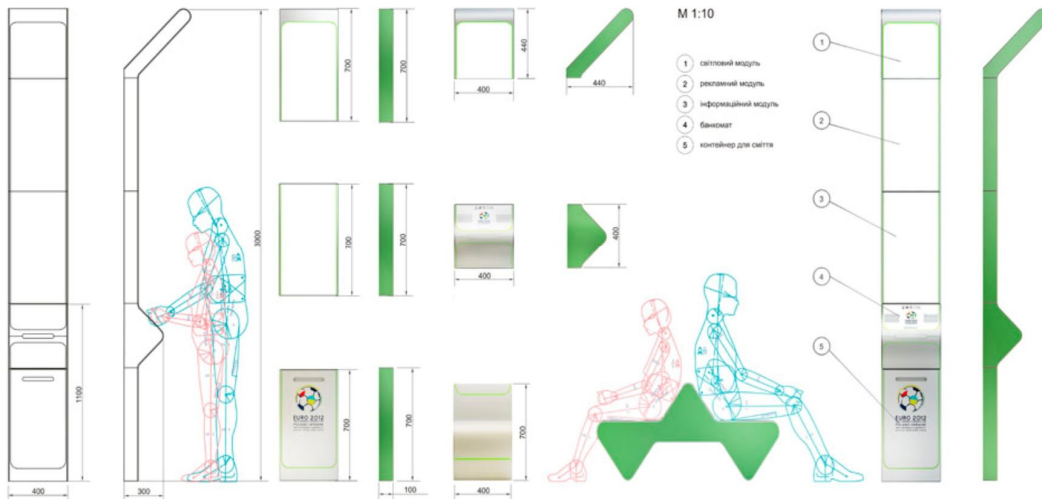 М 1:10
1 світловий модуль
2 рекламний модуль
3 інформаційний модуль
4 банкомат
5 контейнер для сміття
400
1100
300
3000
700
700
400
440
440
700
700
400
400
700
700
100
400
700
EURO 2012
POLAND-UKRAINE
1
2
3
4
5
EURO 2012